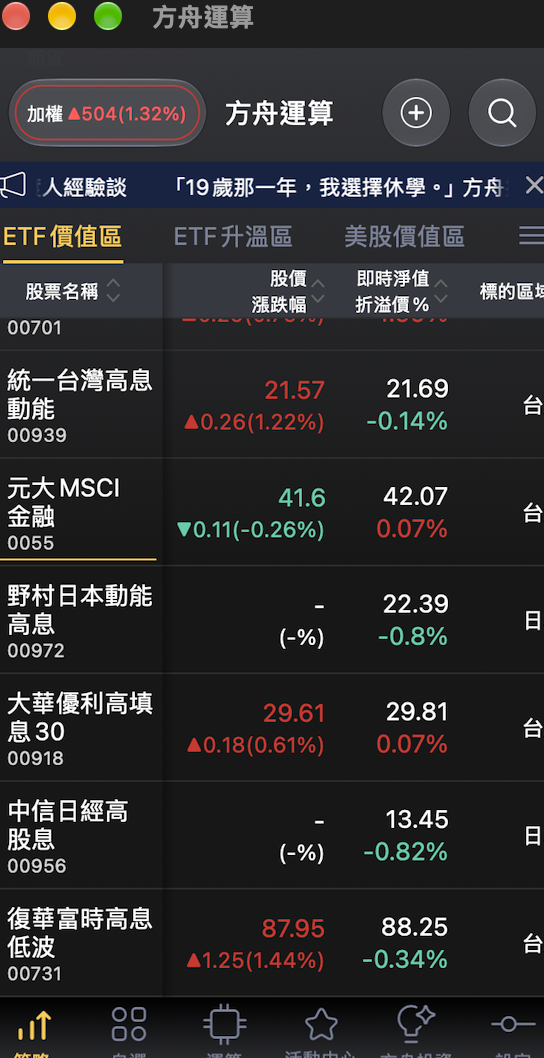 方舟運算
加權▲504(1.32%)
方舟運算
人經驗談 「19歲那一年，我選擇休學。」方舟
ETF價值區 ETF升溫區 美股價值區
股票名稱 股價 漲跌幅 即時淨值 折溢價% 標的區域
00701
統一台灣高息動能
00939
21.57
▲0.26(1.22%)
21.69
-0.14%
台
元大MSCI
金融
0055
41.6
▼0.11(-0.26%)
42.07
0.07%
台
野村日本動能
高息
00972
-
(-%)
22.39
-0.8%
日
大華優利高填
息30
00918
29.61
▲0.18(0.61%)
29.81
0.07%
台
中信日經高
股息
00956
-
(-%)
13.45
-0.82%
日
復華富時高息
低波
00731
87.95
▲1.25(1.44%)
88.25
-0.34%
台